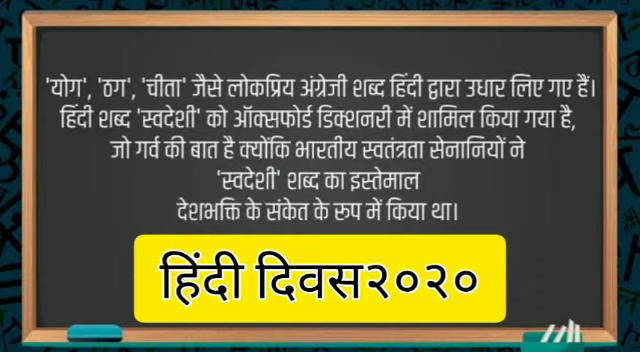 'योग', 'ठग', 'चीता' जैसे लोकप्रिय अंग्रेजी शब्द हिंदी द्वारा उधार लिए गए हैं।
हिंदी शब्द 'स्वदेशी' को ऑक्सफोर्ड डिक्शनरी में शामिल किया गया है,
जो गर्व की बात है क्योंकि भारतीय स्वतंत्रता सेनानियों ने
'स्वदेशी' शब्द का इस्तेमाल
देशभक्ति के संकेत के रूप में किया था।
हिंदी दिवस२०२०